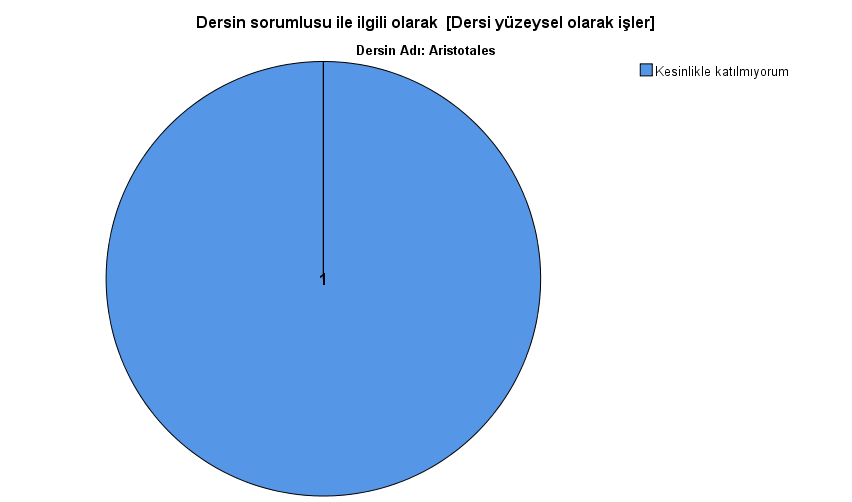 Dersin sorumlusu ile ilgili olarak [Dersi yüzeysel olarak işler]
Dersin Adı: Aristotales
Kesinlikle katılmıyorum
1